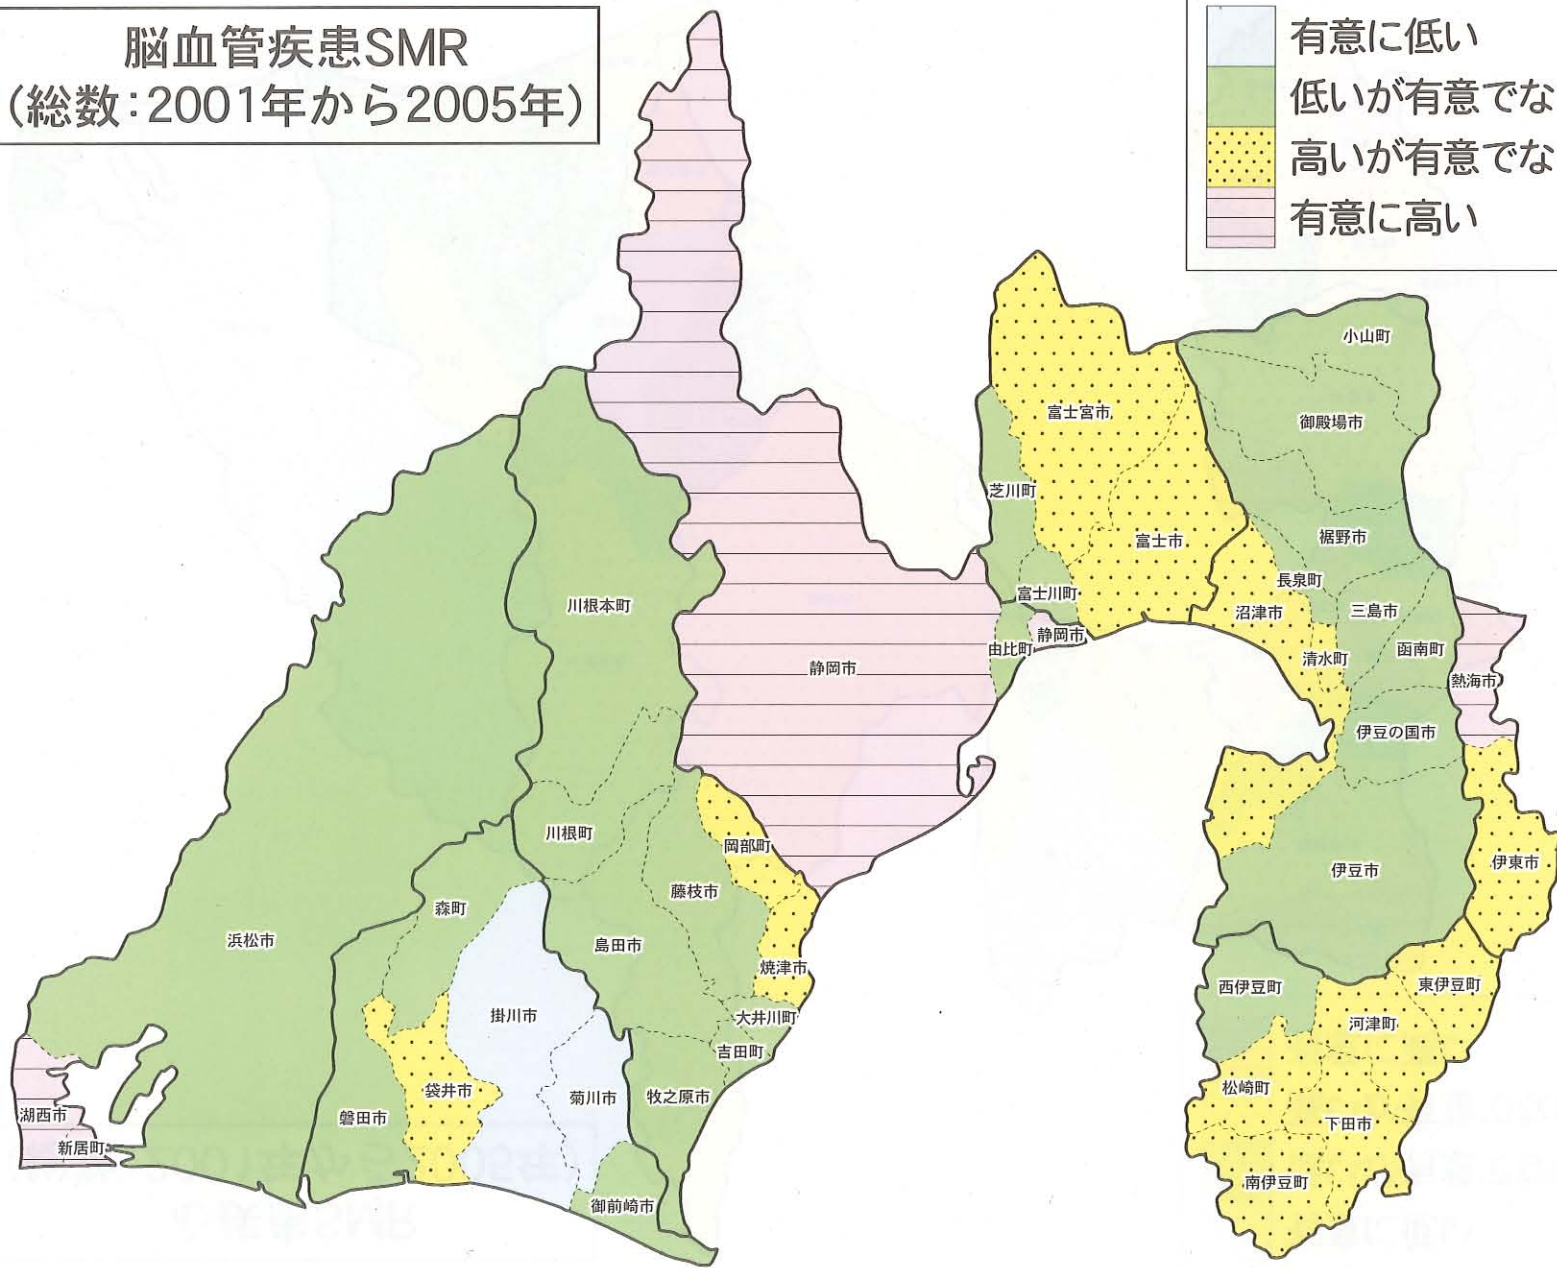 脳血管疾患SMR
(総数:2001年から2005年)
有意に低い
低いが有意でな
高いが有意でな
有意に高い
小山町
御殿場市
富士宮市
芝川町
富士市
裾野市
長泉町
富士川町
沼津市
三島市
川根本町
由比町
静岡市
清水町
函南町
静岡市
熱海市
伊豆の国市
川根町
岡部町
藤枝市
伊豆市
伊東市
森町
浜松市
島田市
焼津市
西伊豆町
東伊豆町
掛川市
大井川町
河津町
吉田町
袋井市
菊川市
牧之原市
松崎町
湖西市
磐田市
下田市
新居町
御前崎市
南伊豆町